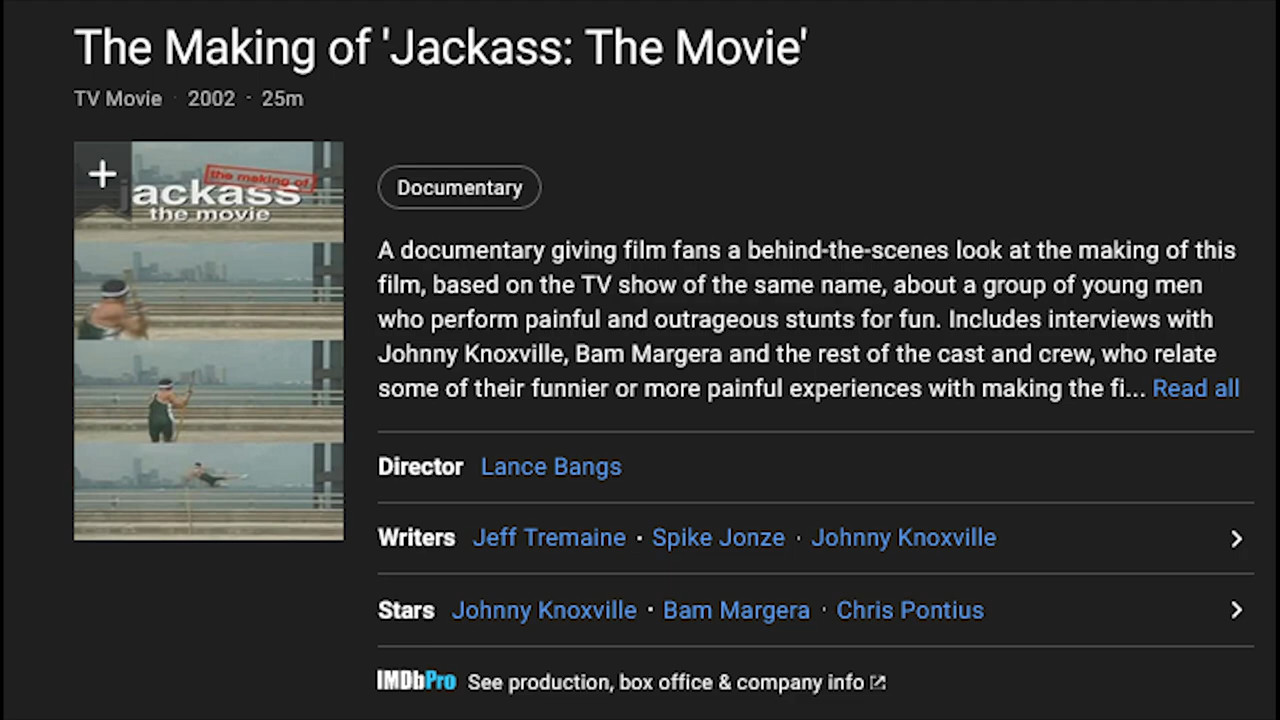 The Making of 'Jackass: The Movie'
TV Movie · 2002 · 25m
the making of
jackass
the movie
Documentary
A documentary giving film fans a behind-the-scenes look at the making of this
film, based on the TV show of the same name, about a group of young men
who perform painful and outrageous stunts for fun. Includes interviews with
Johnny Knoxville, Bam Margera and the rest of the cast and crew, who relate
some of their funnier or more painful experiences with making the fi... Read all
Director Lance Bangs
Writers Jeff Tremaine · Spike Jonze · Johnny Knoxville
Stars Johnny Knoxville · Bam Margera · Chris Pontius
IMDbPro See production, box office & company info